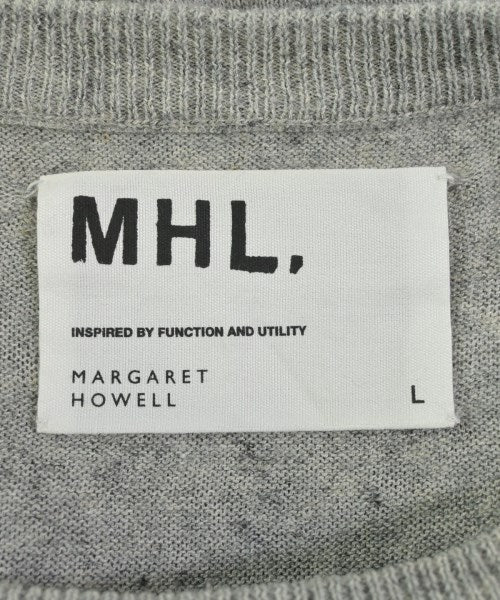 MHL.
INSPIRED BY FUNCTION AND UTILITY
MARGARET
HOWELL
L